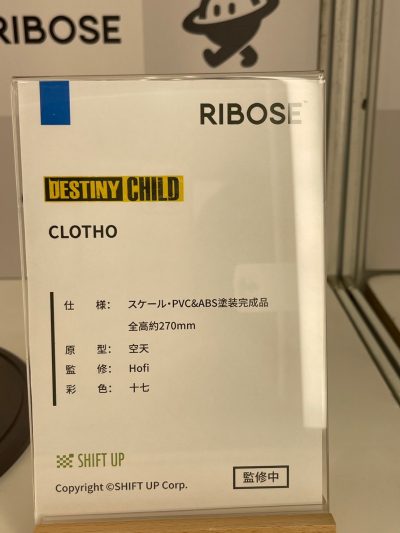 RIBOSE
RIBOSE
DESTINY CHILD
CLOTHO
仕 様： スケール・PVC&ABS塗装完成品
全高約270mm
原 型： 空天
監 修： Hofi
彩 色： 十七
SHIFT UP
Copyright ©SHIFT UP Corp.
監修中